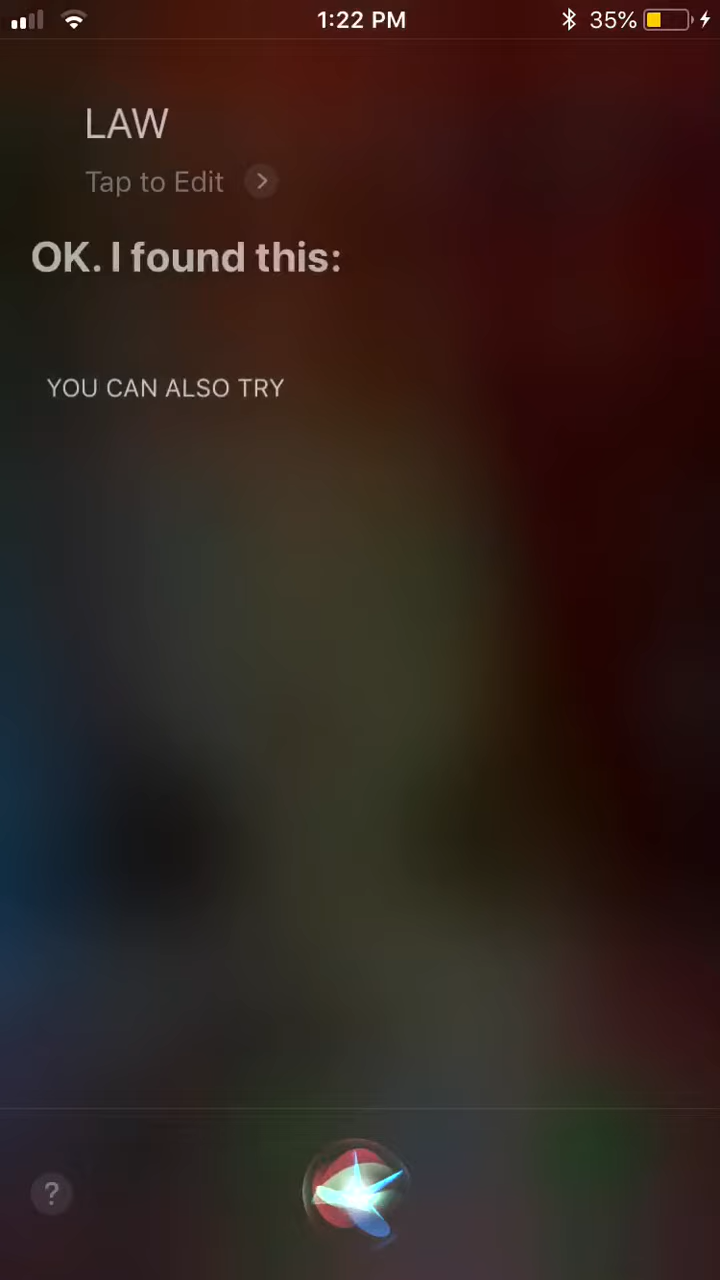 1:22 PM
35%
LAW
Tap to Edit
OK. I found this:
YOU CAN ALSO TRY
?